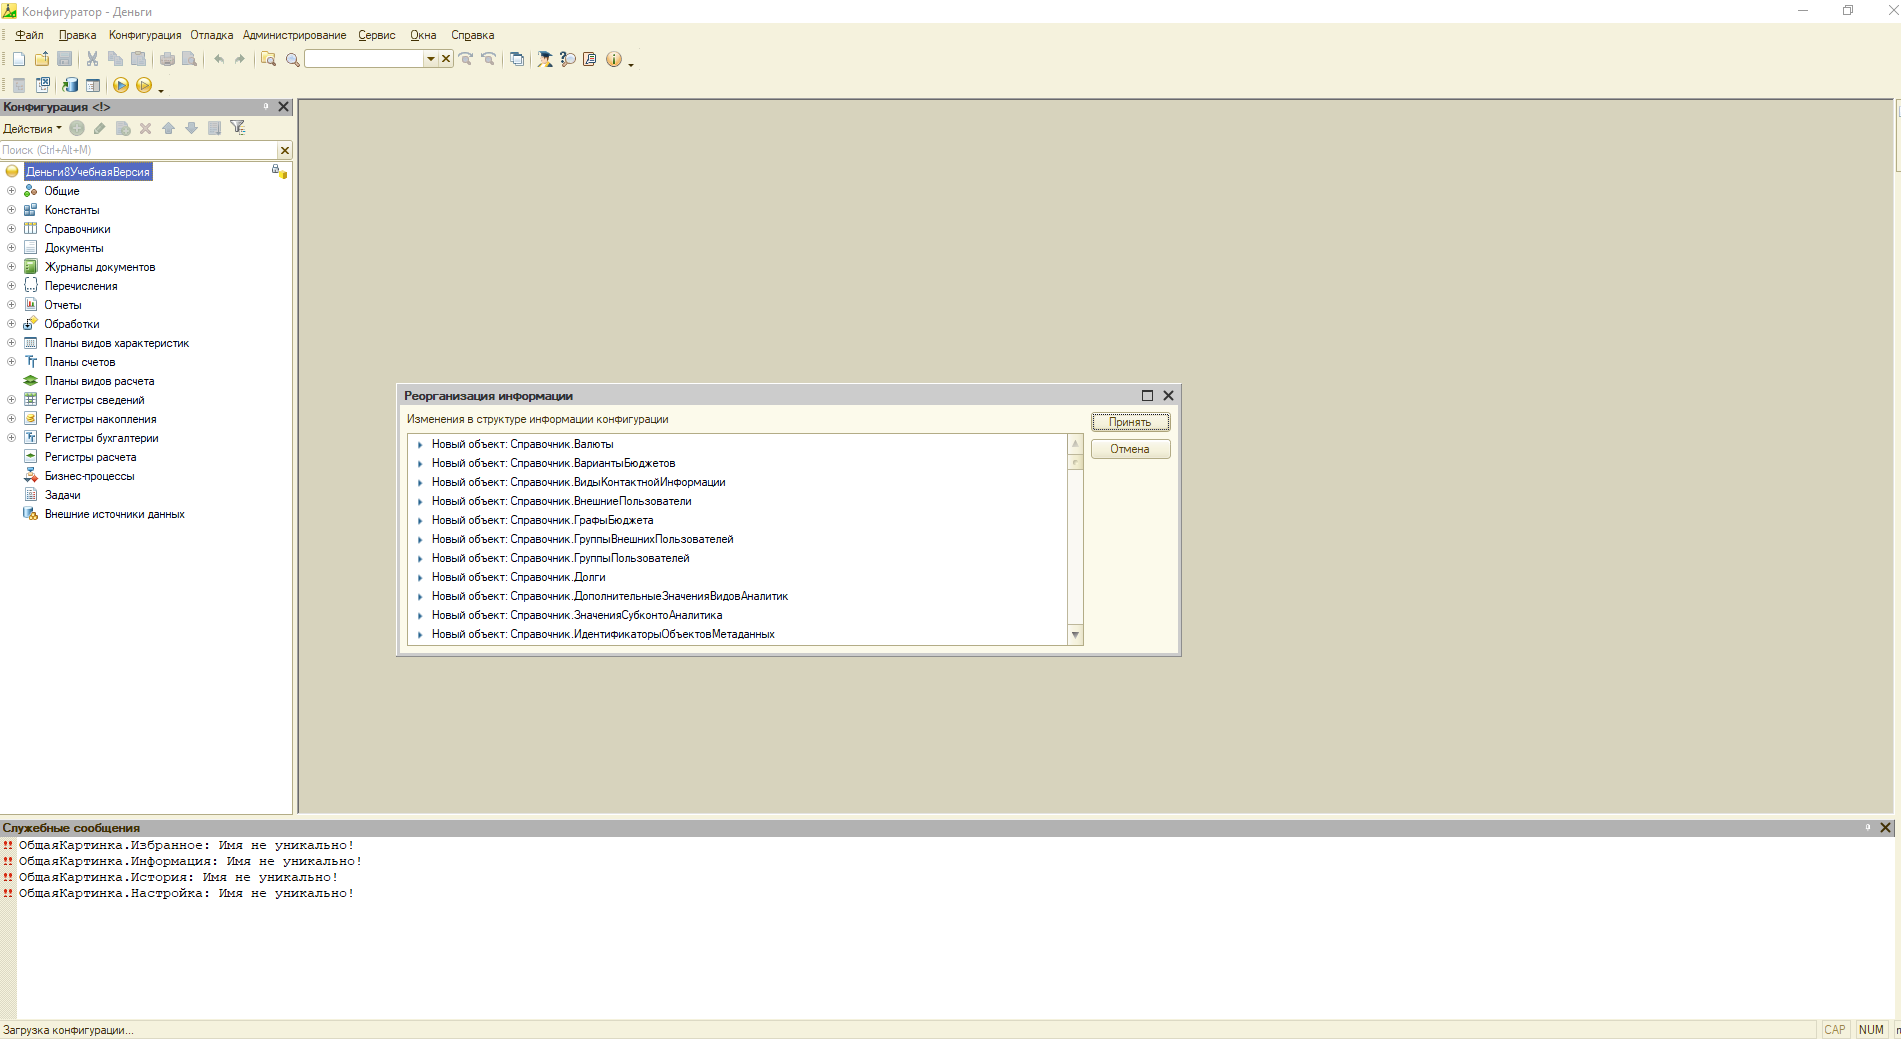 Конфигуратор - Деньги
Файл Правка Конфигурация Отладка Администрирование Сервис Окна Справка
Конфигурация <!>
Действия
Поиск (Ctrl+Alt+M)
Деньги8УчебнаяВерсия
Общие
Константы
Справочники
Документы
Журналы документов
Перечисления
Отчеты
Обработки
Планы видов характеристик
Планы счетов
Планы видов расчета
Регистры сведений
Регистры накопления
Регистры бухгалтерии
Регистры расчета
Бизнес-процессы
Задачи
Внешние источники данных
Реорганизация информации
Изменения в структуре информации конфигурации
Новый объект: Справочник.Валюты
Новый объект: Справочник.ВариантыБюджетов
Новый объект: Справочник.ВидыКонтактнойИнформации
Новый объект: Справочник.ВнешниеПользователи
Новый объект: Справочник.ГрафыБюджета
Новый объект: Справочник.ГруппыВнешнихПользователей
Новый объект: Справочник.ГруппыПользователей
Новый объект: Справочник.Долги
Новый объект: Справочник.ДополнительныеЗначенияВидовАналитик
Новый объект: Справочник.ЗначенияСубконтоАналитика
Новый объект: Справочник.ИдентификаторыОбъектовМетаданных
Принять
Отмена
Служебные сообщения
ОбщаяКартинка.Избранное: Имя не уникально!
ОбщаяКартинка.Информация: Имя не уникально!
ОбщаяКартинка.История: Имя не уникально!
ОбщаяКартинка.Настройка: Имя не уникально!
Загрузка конфигурации...
CAP NUM